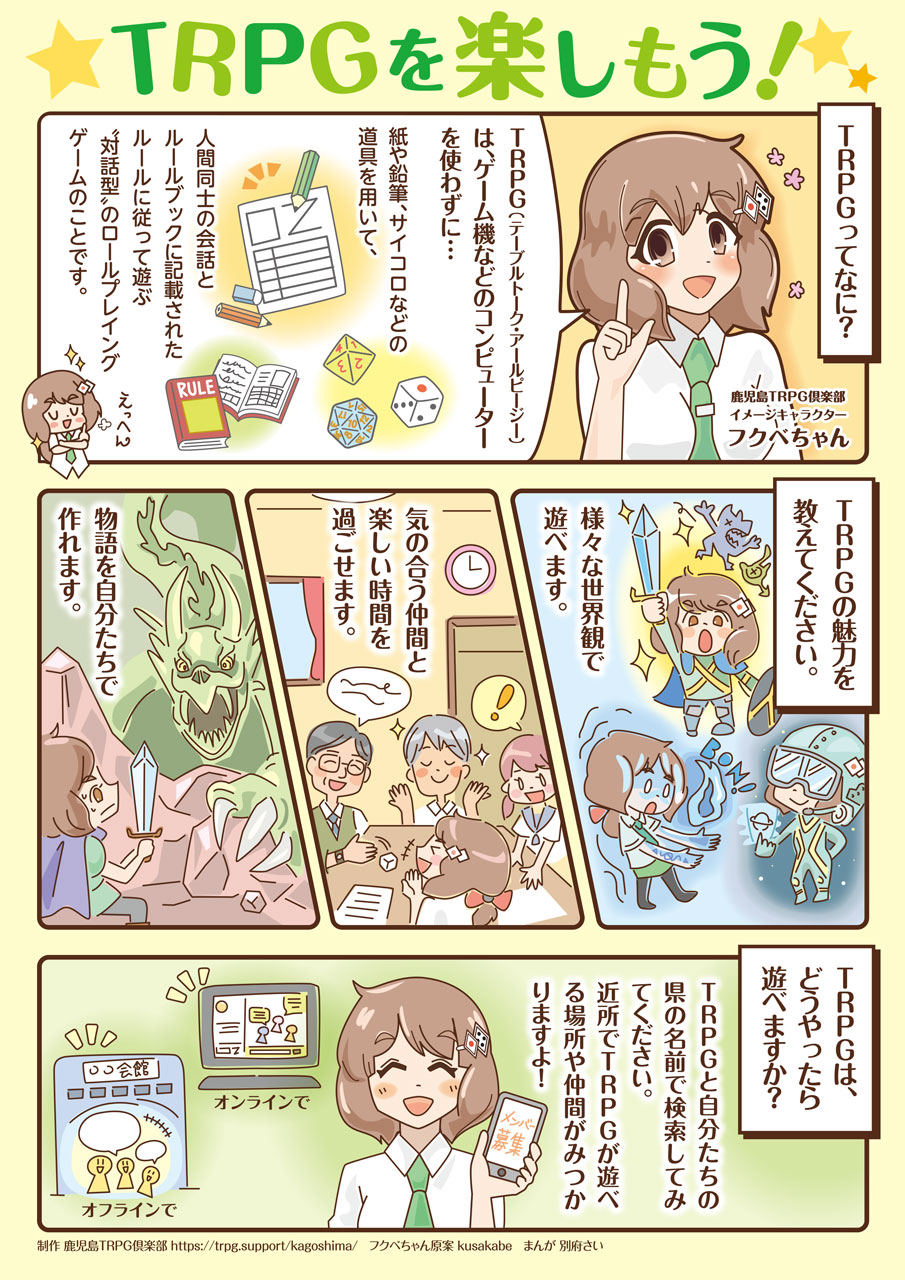 TRPGを楽しもう!
TRPGってなに?
TRPG(テーブルトーク・アールピージー)
は、ゲーム機などのコンピューター
を使わずに…
紙や鉛筆、サイコロなどの
道具を用いて、
人間同士の会話と
ルールブックに記載された
ルールに従って遊ぶ
“対話型”のロールプレイング
ゲームのことです。
鹿児島TRPG倶楽部
イメージキャラクター
フクべちゃん
RULE
えっへん
TRPGの魅力を
教えてください。
様々な世界観で
遊べます。
気の合う仲間と
楽しい時間を
過ごせます。
物語を自分たちで
作れます。
TRPGは、
どうやったら
遊べますか?
TRPGと自分たちの
県の名前で検索してみ
てください。
近所でTRPGが遊べ
る場所や仲間がみつか
りますよ!
メンバー
募集
オンラインで
○○会館
オフラインで
制作 鹿児島TRPG倶楽部 https://trpg.support/kagoshima/ フクべちゃん原案 kusakabe まんが 別府さい